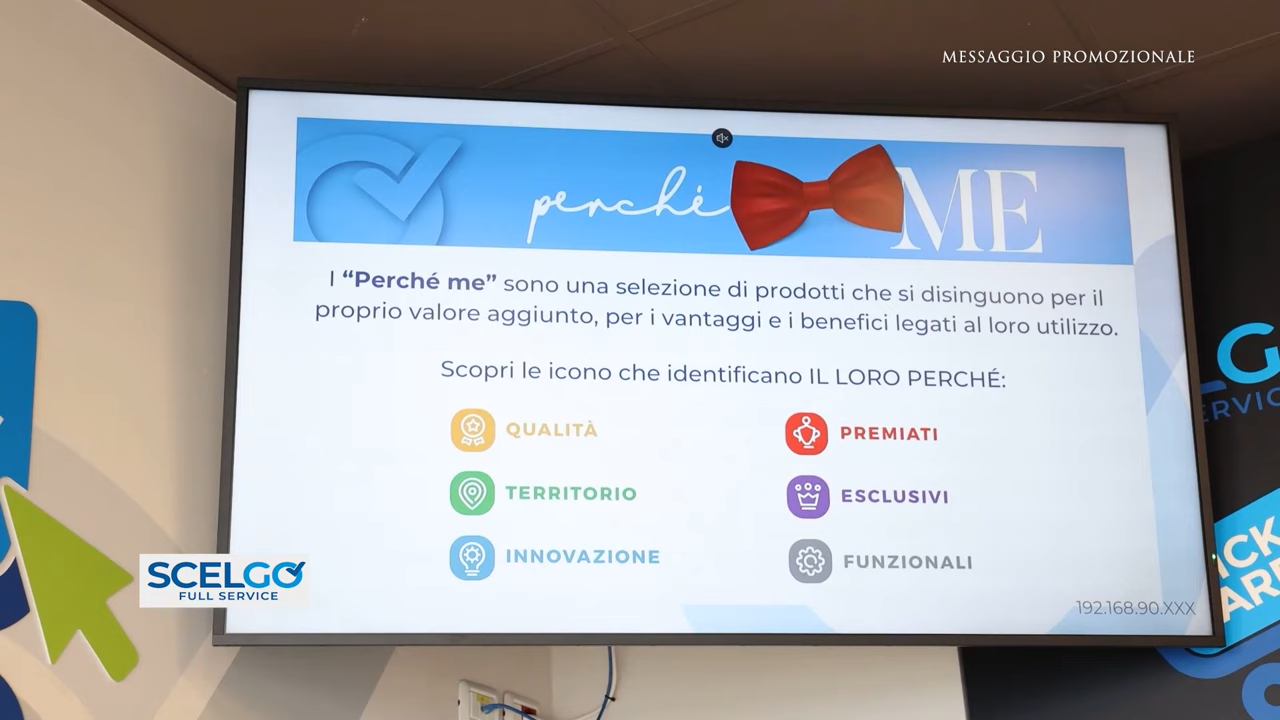 MESSAGGIO PROMOZIONALE
perché ME
I “Perché me” sono una selezione di prodotti che si disinguono per il
proprio valore aggiunto, per i vantaggi e i benefici legati al loro utilizzo.
Scopri le icono che identificano IL LORO PERCHÉ:
QUALITÀ
PREMIATI
TERRITORIO
ESCLUSIVI
INNOVAZIONE
FUNZIONALI
192.168.90.XXX
SCELGO
FULL SERVICE